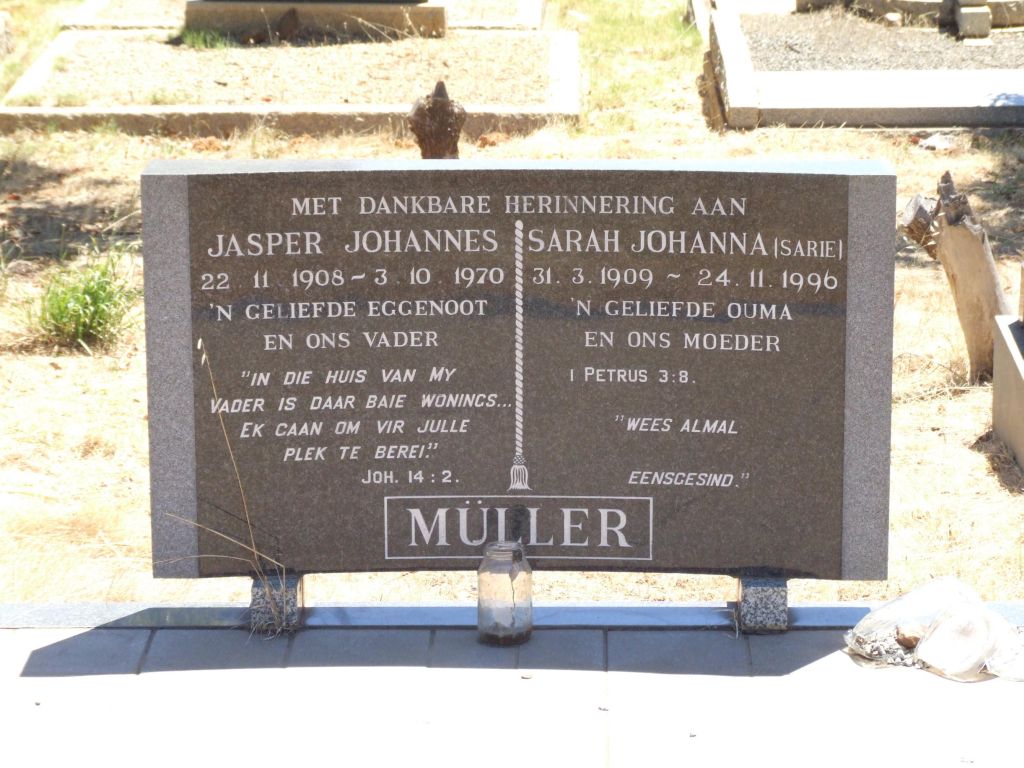 MET DANKBARE HERINNERING AAN
JASPER JOHANNES
22 . 11 . 1908 ~ 3 . 10 . 1970
'N GELIEFDE EGGENOOT
EN ONS VADER
"IN DIE HUIS VAN MY
VADER IS DAAR BAIE WONINGS...
EK GAAN OM VIR JULLE
PLEK TE BEREI."
JOH. 14 : 2.
SARAH JOHANNA (SARIE)
31 . 3 . 1909 ~ 24 . 11 . 1996
'N GELIEFDE OUMA
EN ONS MOEDER
1 PETRUS 3:8.
"WEES ALMAL
EENSGESIND."
MÜLLER